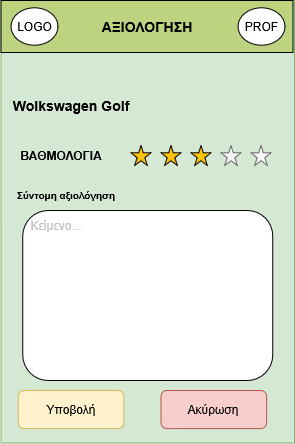 LOGO
ΑΞΙΟΛΟΓΗΣΗ
PROF
Wolkswagen Golf
ΒΑΘΜΟΛΟΓΙΑ
Σύντομη αξιολόγηση
Κείμενο...
Υποβολή
Ακύρωση